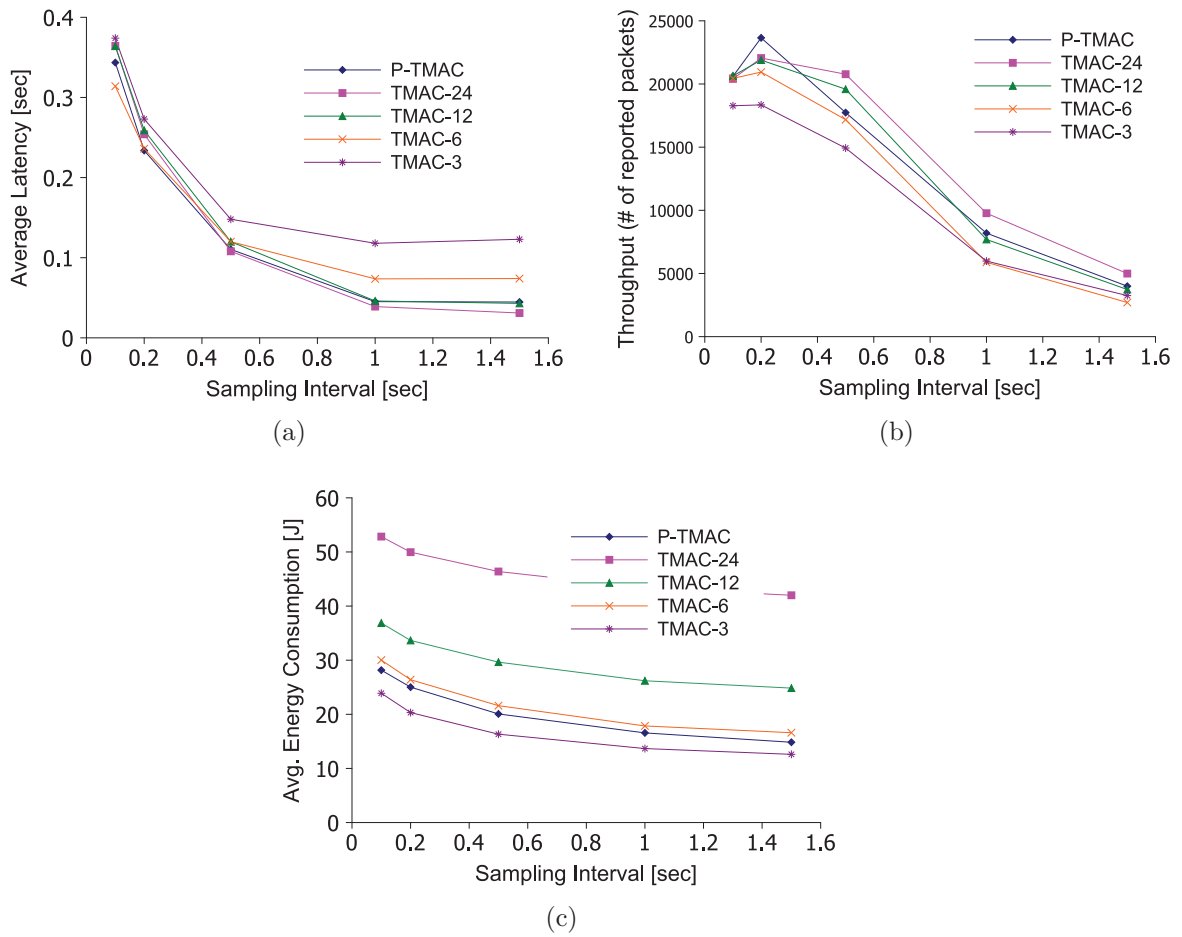 0.4
0.3
0.2
0.1
0
Average Latency [sec]
P-TMAC
TMAC-24
TMAC-12
TMAC-6
TMAC-3
0 0.2 0.4 0.6 0.8 1 1.2 1.4 1.6
Sampling Interval [sec]
(a)
25000
20000
15000
10000
5000
0
Throughput (# of reported packets)
P-TMAC
TMAC-24
TMAC-12
TMAC-6
TMAC-3
0 0.2 0.4 0.6 0.8 1 1.2 1.4 1.6
Sampling Interval [sec]
(b)
60
50
40
30
20
10
0
Avg. Energy Consumption [J]
P-TMAC
TMAC-24
TMAC-12
TMAC-6
TMAC-3
0 0.2 0.4 0.6 0.8 1 1.2 1.4 1.6
Sampling Interval [sec]
(c)